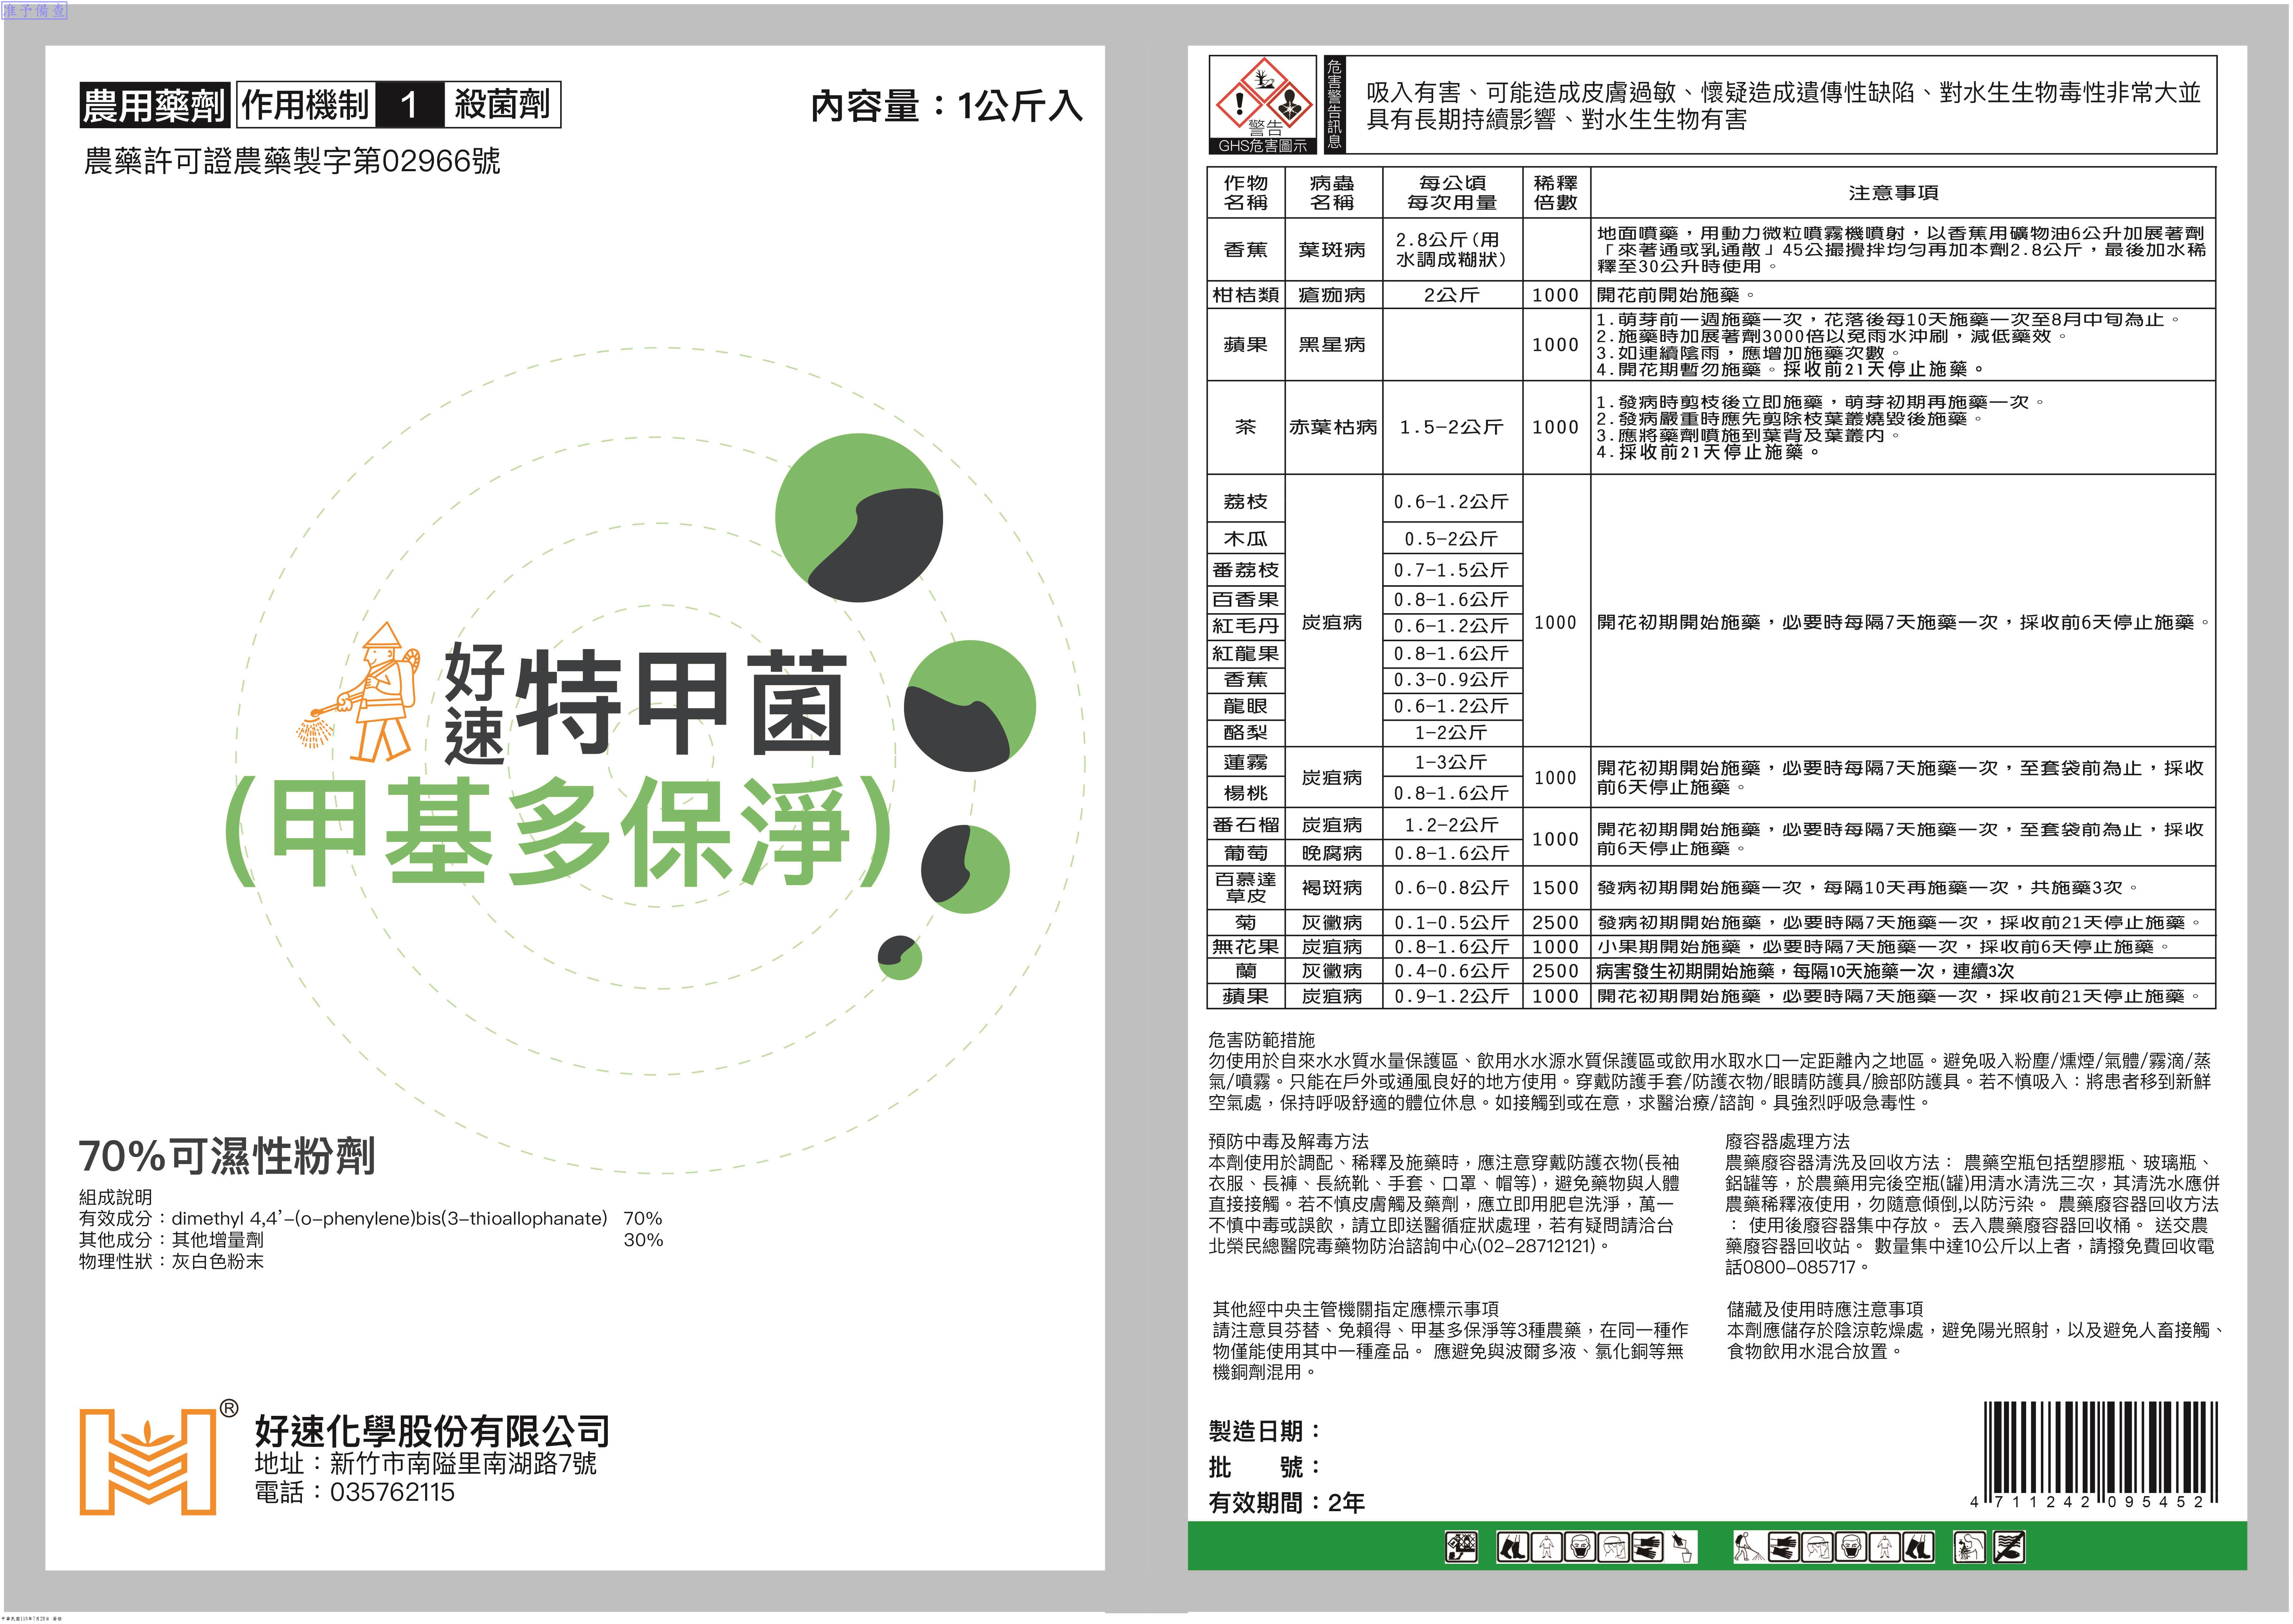 准予備查
農用藥劑 作用機制 1 殺菌劑
內容量：1公斤入
農藥許可證農藥製字第02966號
好速 特甲菌
(甲基多保淨)
70%可濕性粉劑
組成說明
有效成分：dimethyl 4,4'-(o-phenylene)bis(3-thioallophanate) 70%
其他成分：其他增量劑 30%
物理性狀：灰白色粉末
®
好速化學股份有限公司
地址：新竹市南隘里南湖路7號
電話：035762115
警告
GHS危害圖示
危害警告訊息
吸入有害、可能造成皮膚過敏、懷疑造成遺傳性缺陷、對水生生物毒性非常大並
具有長期持續影響、對水生生物有害
作物名稱 病蟲名稱 每公頃每次用量 稀釋倍數 注意事項
香蕉 葉斑病 2.8公斤(用水調成糊狀)
地面噴藥，用動力微粒噴霧機噴射，以香蕉用礦物油6公升加展著劑
「來著通或乳通散」45公撮攪拌均勻再加本劑2.8公斤，最後加水稀
釋至30公升時使用。
柑桔類 瘡痂病 2公斤 1000 開花前開始施藥。
蘋果 黑星病 1000
1.萌芽前一週施藥一次，花落後每10天施藥一次至8月中旬為止。
2.施藥時加展著劑3000倍以免雨水沖刷，減低藥效。
3.如連續陰雨，應增加施藥次數。
4.開花期暫勿施藥。採收前21天停止施藥。
茶 赤葉枯病 1.5-2公斤 1000
1.發病時剪枝後立即施藥，萌芽初期再施藥一次。
2.發病嚴重時應先剪除枝葉叢燒毀後施藥。
3.應將藥劑噴施到葉背及葉叢內。
4.採收前21天停止施藥。
荔枝 0.6-1.2公斤
木瓜 0.5-2公斤
番荔枝 0.7-1.5公斤
百香果 0.8-1.6公斤
紅毛丹 炭疽病 0.6-1.2公斤 1000 開花初期開始施藥，必要時每隔7天施藥一次，採收前6天停止施藥。
紅龍果 0.8-1.6公斤
香蕉 0.3-0.9公斤
龍眼 0.6-1.2公斤
酪梨 1-2公斤
蓮霧 炭疽病 1-3公斤 1000 開花初期開始施藥，必要時每隔7天施藥一次，至套袋前為止，採收
楊桃 0.8-1.6公斤 前6天停止施藥。
番石榴 炭疽病 1.2-2公斤 1000 開花初期開始施藥，必要時每隔7天施藥一次，至套袋前為止，採收
葡萄 晚腐病 0.8-1.6公斤 前6天停止施藥。
百慕達草皮 褐斑病 0.6-0.8公斤 1500 發病初期開始施藥一次，每隔10天再施藥一次，共施藥3次。
菊 灰黴病 0.1-0.5公斤 2500 發病初期開始施藥，必要時隔7天施藥一次，採收前21天停止施藥。
無花果 炭疽病 0.8-1.6公斤 1000 小果期開始施藥，必要時隔7天施藥一次，採收前6天停止施藥。
蘭 灰黴病 0.4-0.6公斤 2500 病害發生初期開始施藥，每隔10天施藥一次，連續3次
蘋果 炭疽病 0.9-1.2公斤 1000 開花初期開始施藥，必要時隔7天施藥一次，採收前21天停止施藥。
危害防範措施
勿使用於自來水水質水量保護區、飲用水水源水質保護區或飲用水取水口一定距離內之地區。避免吸入粉塵/燻煙/氣體/霧滴/蒸
氣/噴霧。只能在戶外或通風良好的地方使用。穿戴防護手套/防護衣物/眼睛防護具/臉部防護具。若不慎吸入：將患者移到新鮮
空氣處，保持呼吸舒適的體位休息。如接觸到或在意，求醫治療/諮詢。具強烈呼吸急毒性。
預防中毒及解毒方法
本劑使用於調配、稀釋及施藥時，應注意穿戴防護衣物(長袖
衣服、長褲、長統靴、手套、口罩、帽等)，避免藥物與人體
直接接觸。若不慎皮膚觸及藥劑，應立即用肥皂洗淨，萬一
不慎中毒或誤飲，請立即送醫循症狀處理，若有疑問請洽台
北榮民總醫院毒藥物防治諮詢中心(02-28712121)。
廢容器處理方法
農藥廢容器清洗及回收方法： 農藥空瓶包括塑膠瓶、玻璃瓶、
鋁罐等，於農藥用完後空瓶(罐)用清水清洗三次，其清洗水應併
農藥稀釋液使用，勿隨意傾倒,以防污染。 農藥廢容器回收方法
： 使用後廢容器集中存放。 丟入農藥廢容器回收桶。 送交農
藥廢容器回收站。 數量集中達10公斤以上者，請撥免費回收電
話0800-085717。
其他經中央主管機關指定應標示事項
請注意貝芬替、免賴得、甲基多保淨等3種農藥，在同一種作
物僅能使用其中一種產品。 應避免與波爾多液、氯化銅等無
機銅劑混用。
儲藏及使用時應注意事項
本劑應儲存於陰涼乾燥處，避免陽光照射，以及避免人畜接觸、
食物飲用水混合放置。
製造日期：
批 號：
有效期間：2年
4 711242 095452